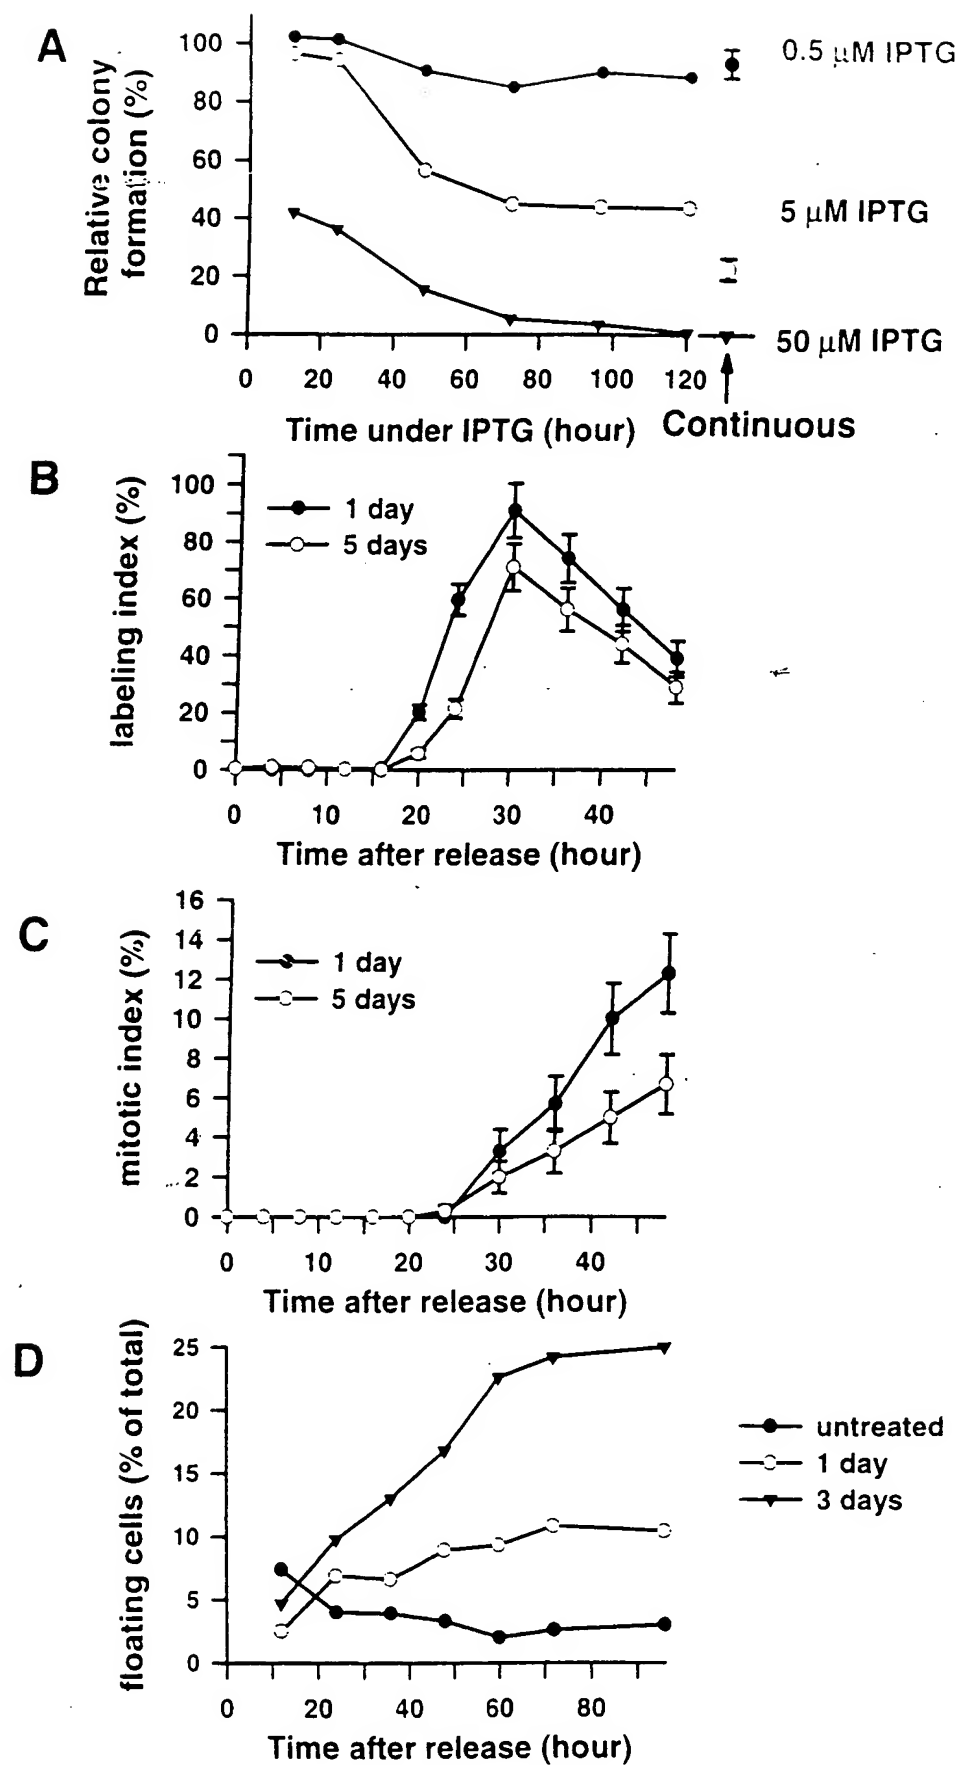 A
Relative colony
formation (%)
100
80
60
40
20
0
0.5 μM IPTG
5 μM IPTG
50 μM IPTG
0 20 40 60 80 100 120
Time under IPTG (hour)
Continuous
B
labeling index (%)
100
80
60
40
20
0
1 day
5 days
0 10 20 30 40
Time after release (hour)
C
mitotic index (%)
16
14
12
10
8
6
4
2
0
1 day
5 days
0 10 20 30 40
Time after release (hour)
D
floating cells (% of total)
25
20
15
10
5
0
untreated
1 day
3 days
0 20 40 60 80
Time after release (hour)